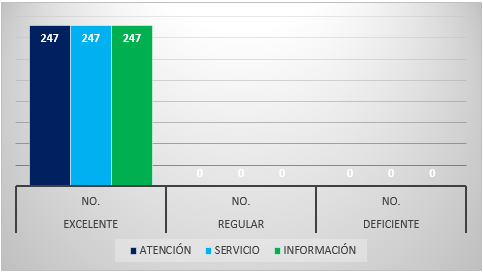 247 247 247
0 0 0 0 0 0
NO. NO. NO.
EXCELENTE REGULAR DEFICIENTE
ATENCIÓN SERVICIO INFORMACIÓN